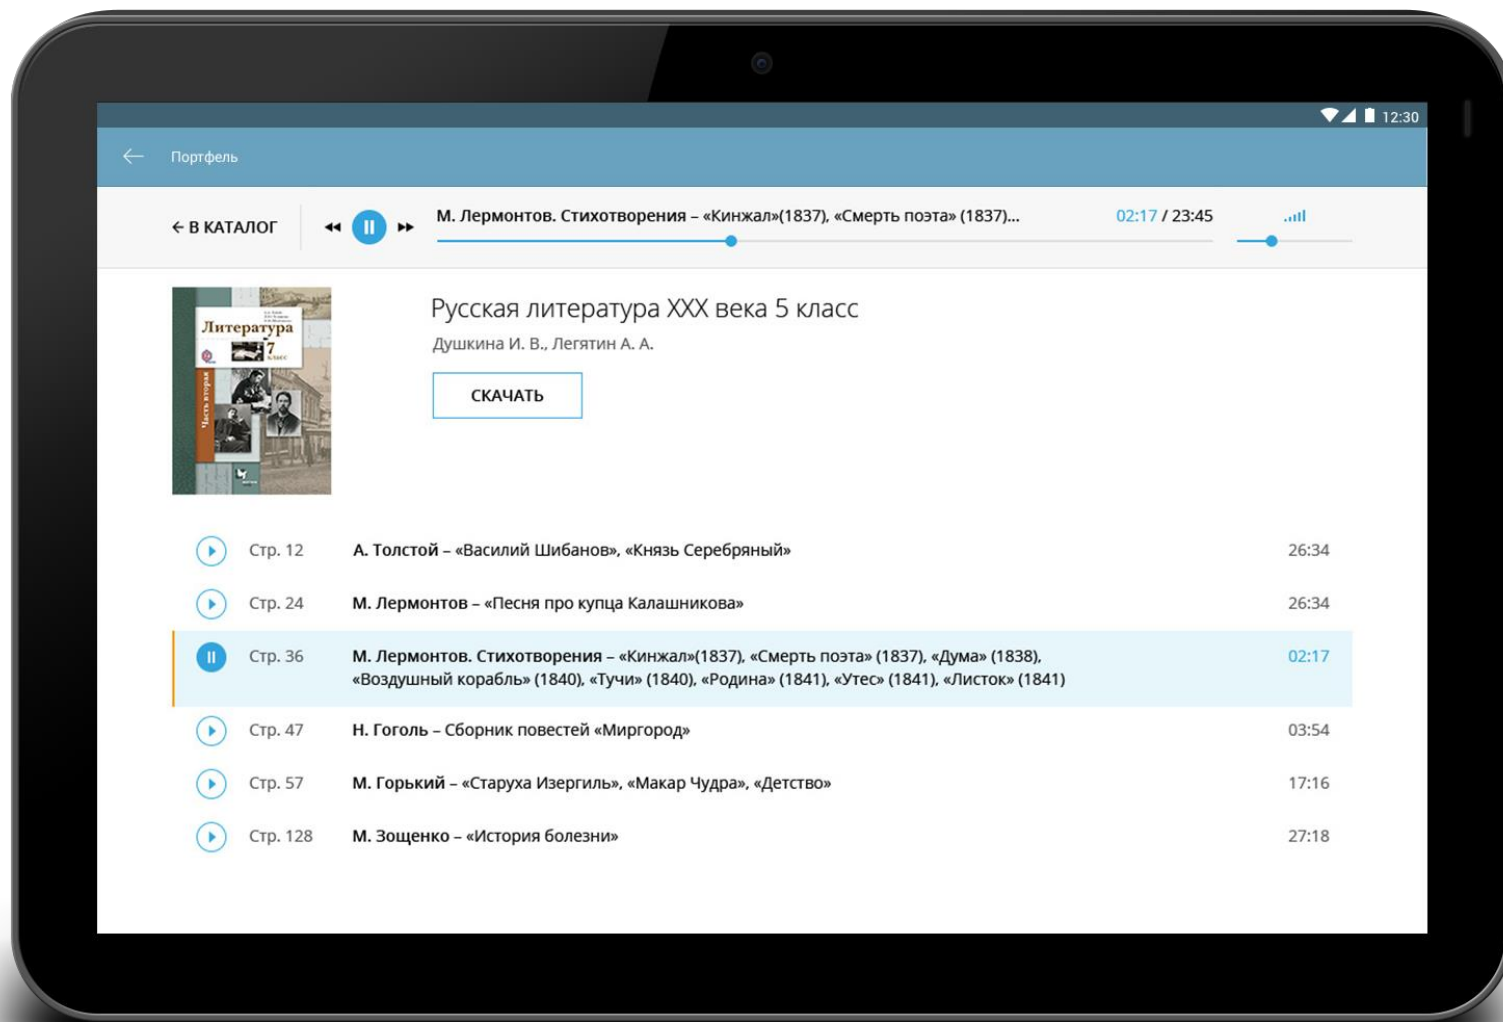 12:30
Портфель
В КАТАЛОГ
М. Лермонтов. Стихотворения – «Кинжал»(1837), «Смерть поэта» (1837)...
02:17 / 23:45
Литература
7
класс
Часть вторая
Русская литература XXX века 5 класс
Душкина И. В., Легятин А. А.
СКАЧАТЬ
Стр. 12 А. Толстой – «Василий Шибанов», «Князь Серебряный» 26:34
Стр. 24 М. Лермонтов – «Песня про купца Калашникова» 26:34
Стр. 36 М. Лермонтов. Стихотворения – «Кинжал»(1837), «Смерть поэта» (1837), «Дума» (1838), 02:17
«Воздушный корабль» (1840), «Тучи» (1840), «Родина» (1841), «Утес» (1841), «Листок» (1841)
Стр. 47 Н. Гоголь – Сборник повестей «Миргород» 03:54
Стр. 57 М. Горький – «Старуха Изергиль», «Макар Чудра», «Детство» 17:16
Стр. 128 М. Зощенко – «История болезни» 27:18